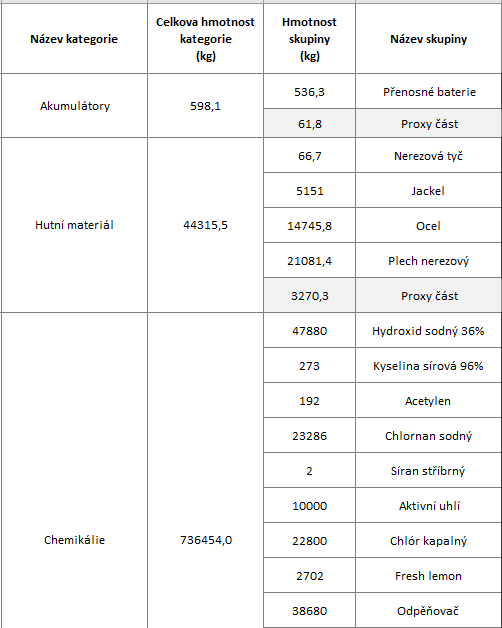 Název kategorie | Celkova hmotnost kategorie (kg) | Hmotnost skupiny (kg) | Název skupiny
Akumulátory | 598,1 | 536,3 | Přenosné baterie
61,8 | Proxy část
Hutní materiál | 44315,5 | 66,7 | Nerezová tyč
5151 | Jackel
14745,8 | Ocel
21081,4 | Plech nerezový
3270,3 | Proxy část
Chemikálie | 736454,0 | 47880 | Hydroxid sodný 36%
273 | Kyselina sírová 96%
192 | Acetylen
23286 | Chlornan sodný
2 | Síran stříbrný
10000 | Aktivní uhlí
22800 | Chlór kapalný
2702 | Fresh lemon
38680 | Odpěňovač